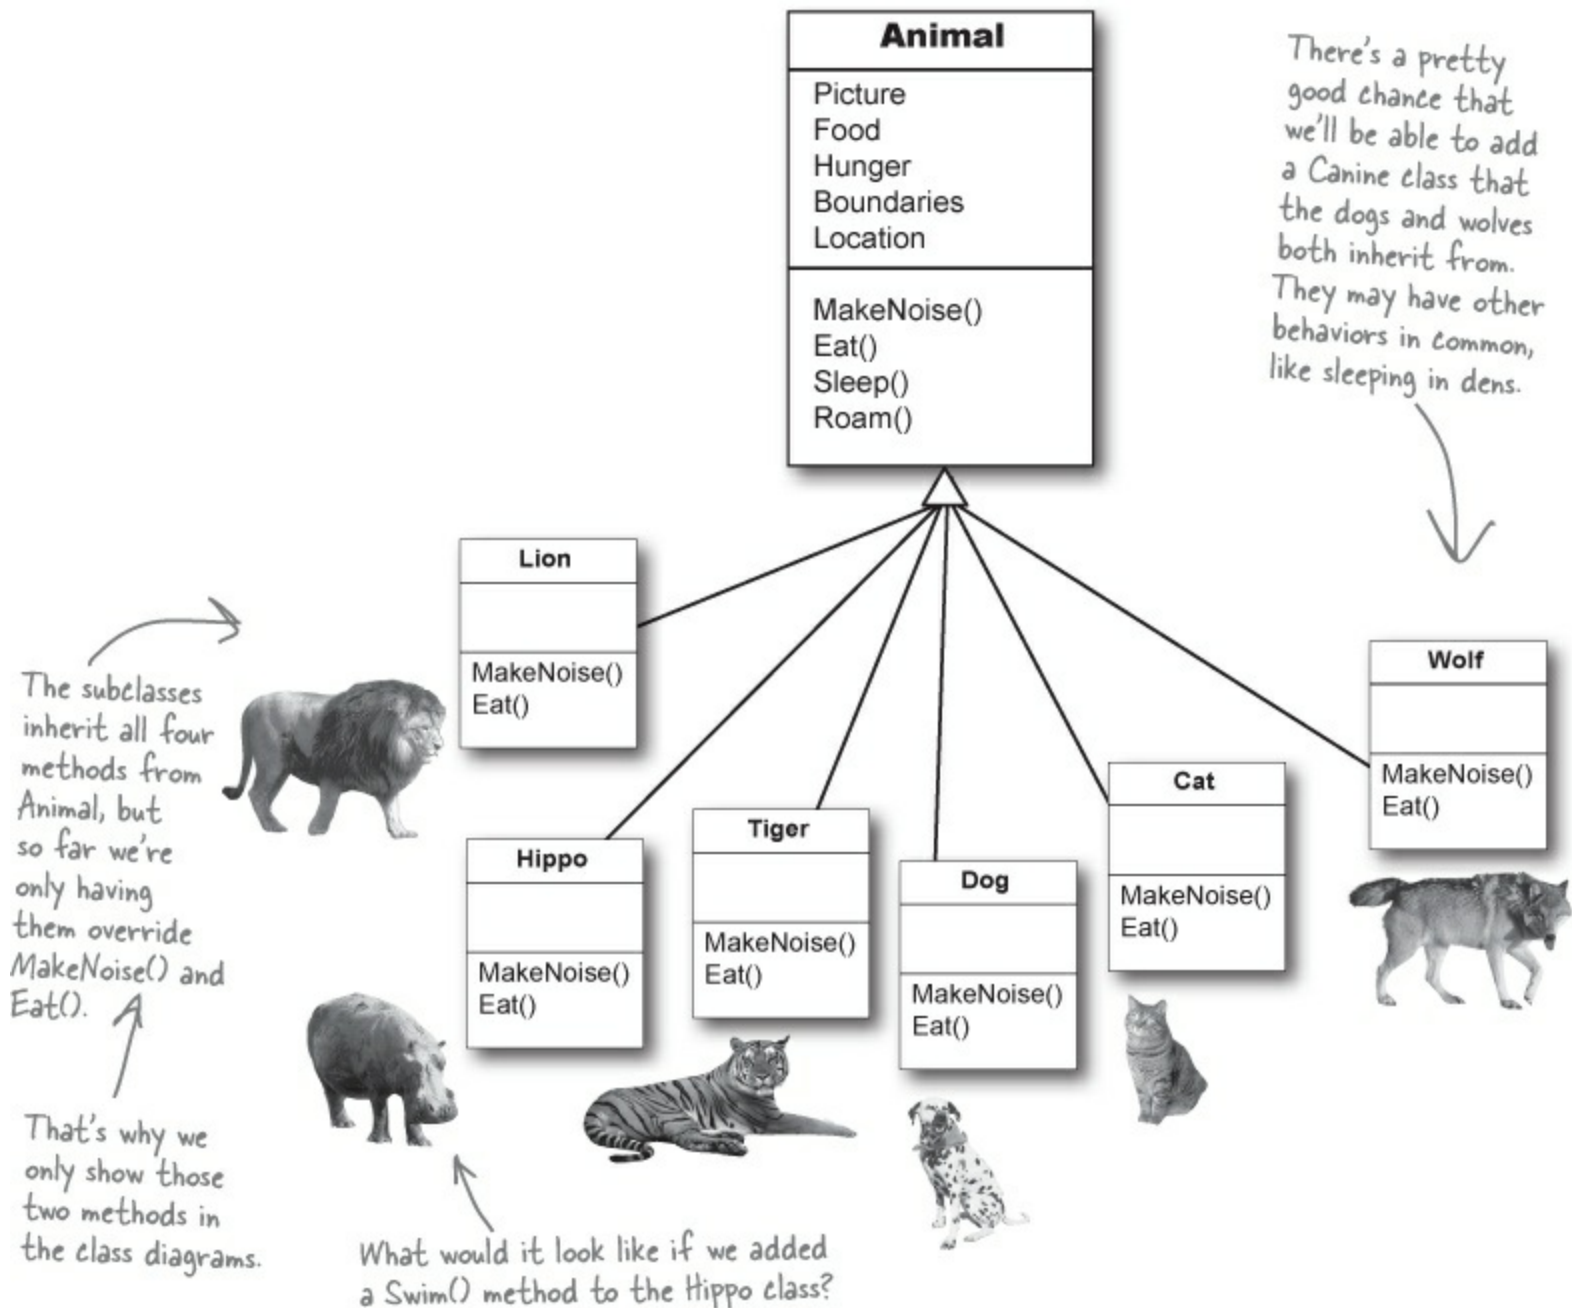 Animal
Picture
Food
Hunger
Boundaries
Location
MakeNoise()
Eat()
Sleep()
Roam()
There's a pretty
good chance that
we'll be able to add
a Canine class that
the dogs and wolves
both inherit from.
They may have other
behaviors in common,
like sleeping in dens.
Lion
MakeNoise()
Eat()
The subclasses
inherit all four
methods from
Animal, but
so far we're
only having
them override
MakeNoise() and
Eat().
That's why we
only show those
two methods in
the class diagrams.
Hippo
MakeNoise()
Eat()
What would it look like if we added
a Swim() method to the Hippo class?
Tiger
MakeNoise()
Eat()
Dog
MakeNoise()
Eat()
Cat
MakeNoise()
Eat()
Wolf
MakeNoise()
Eat()